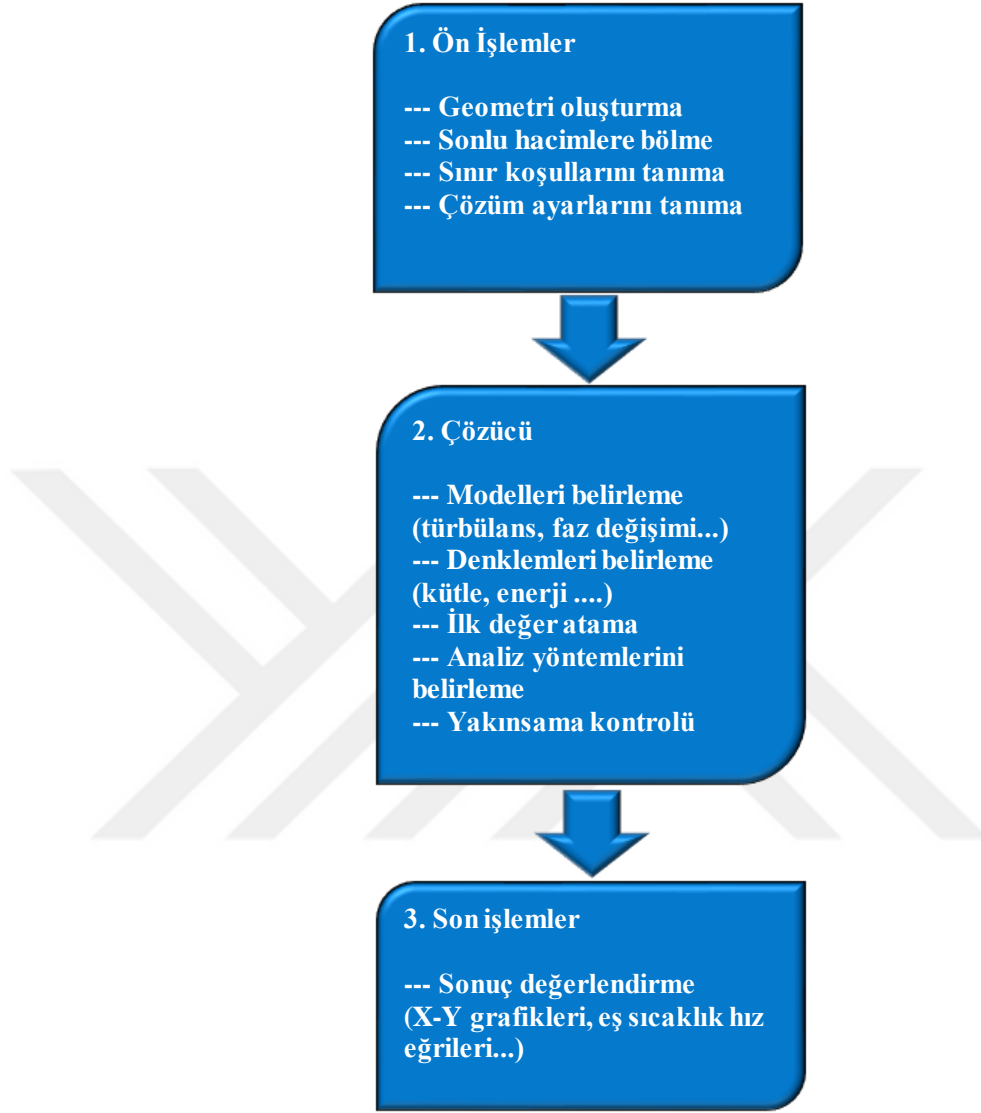 1. Ön İşlemler
--- Geometri oluşturma
--- Sonlu hacimlere bölme
--- Sınır koşullarını tanıma
--- Çözüm ayarlarını tanıma
2. Çözücü
--- Modelleri belirleme
(türbülans, faz değişimi...)
--- Denklemleri belirleme
(kütle, enerji ....)
--- İlk değer atama
--- Analiz yöntemlerini
belirleme
--- Yakınsama kontrolü
3. Son işlemler
--- Sonuç değerlendirme
(X-Y grafikleri, eş sıcaklık hız
eğrileri...)